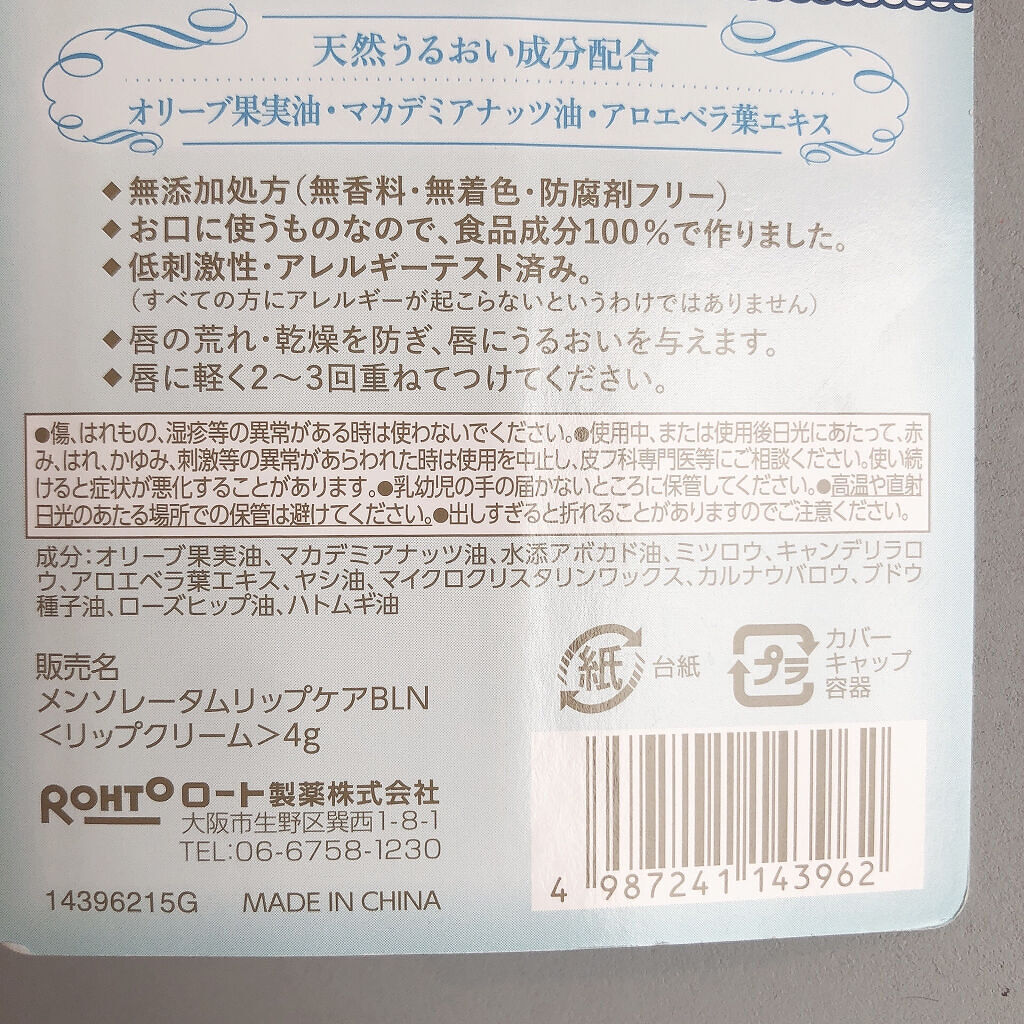 天然うるおい成分配合
オリーブ果実油・マカデミアナッツ油・アロエベラ葉エキス
◆無添加処方(無香料・無着色・防腐剤フリー)
◆お口に使うものなので、食品成分100%で作りました。
◆低刺激性・アレルギーテスト済み。
(すべての方にアレルギーが起こらないというわけではありません)
◆唇の荒れ・乾燥を防ぎ、唇にうるおいを与えます。
◆唇に軽く2〜3回重ねてつけてください。
●傷、はれもの、湿疹等の異常がある時は使わないでください。●使用中、または使用後日光にあたって、赤
み、はれ、かゆみ、刺激等の異常があらわれた時は使用を中止し、皮フ科専門医等にご相談ください。使い続
けると症状が悪化することがあります。●乳幼児の手の届かないところに保管してください。●高温や直射
日光のあたる場所での保管は避けてください。●出しすぎると折れることがありますのでご注意ください。
成分:オリーブ果実油、マカデミアナッツ油、水添アボカド油、ミツロウ、キャンデリラロ
ウ、アロエベラ葉エキス、ヤシ油、マイクロクリスタリンワックス、カルナウバロウ、ブドウ
種子油、ローズヒップ油、ハトムギ油
販売名
メンソレータムリップケアBLN
<リップクリーム>4g
紙
台紙
プラ
カバー
キャップ
容器
ROHTO ロート製薬株式会社
大阪市生野区巽西1-8-1
TEL:06-6758-1230
14396215G MADE IN CHINA
4 987241 143962